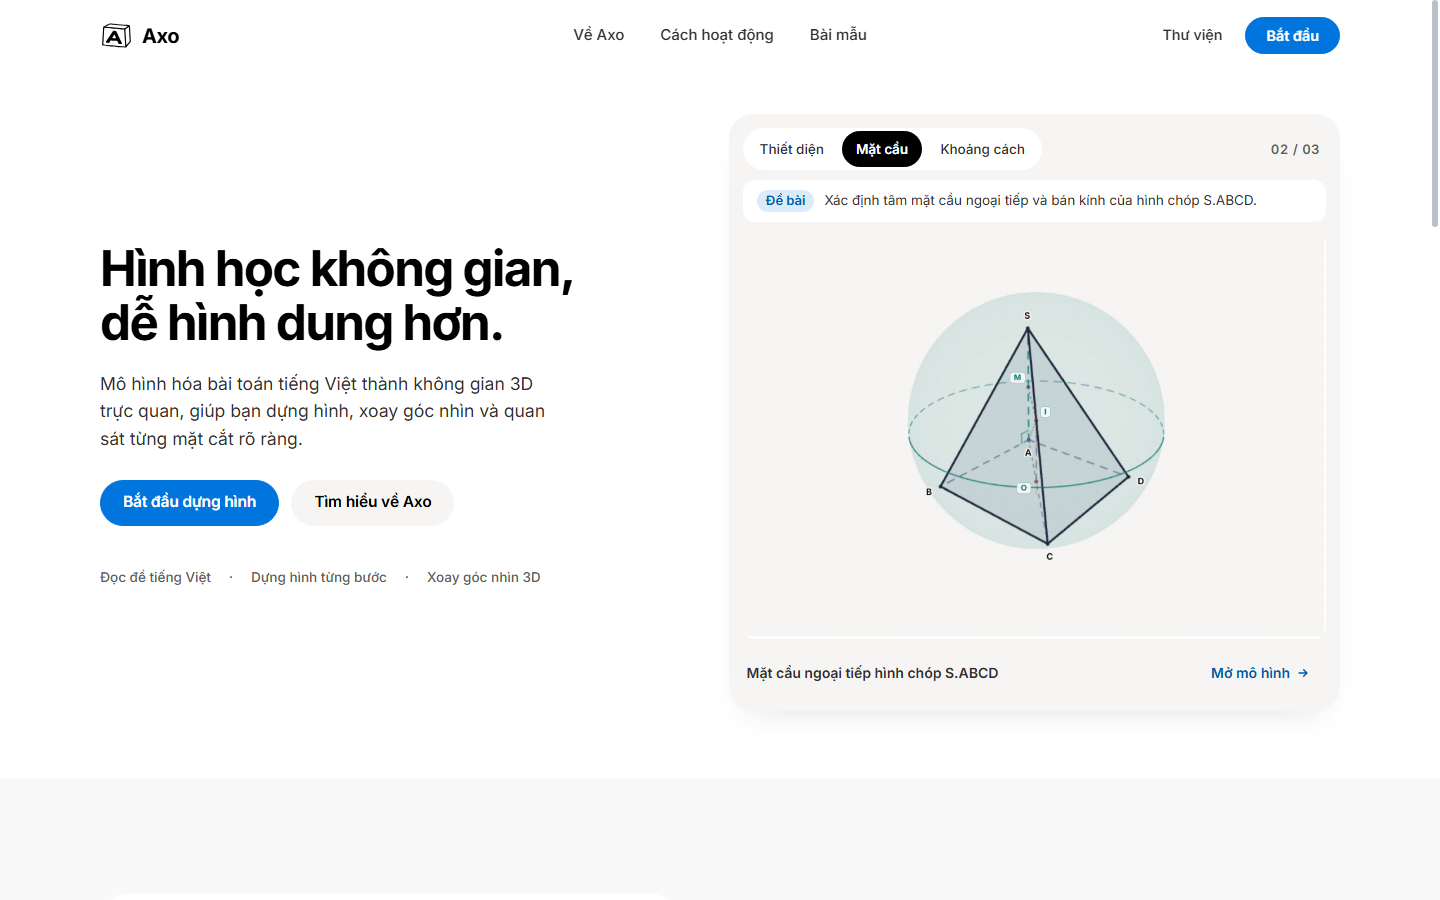 A Axo
Về Axo
Cách hoạt động
Bài mẫu
Thư viện
Bắt đầu
Hình học không gian,
dễ hình dung hơn.
Mô hình hóa bài toán tiếng Việt thành không gian 3D
trực quan, giúp bạn dựng hình, xoay góc nhìn và quan
sát từng mặt cắt rõ ràng.
Bắt đầu dựng hình
Tìm hiểu về Axo
Đọc đề tiếng Việt · Dựng hình từng bước · Xoay góc nhìn 3D
Thiết diện
Mặt cầu
Khoảng cách
02 / 03
Đề bài
Xác định tâm mặt cầu ngoại tiếp và bán kính của hình chóp S.ABCD.
S
M
I
A
B
O
D
C
Mặt cầu ngoại tiếp hình chóp S.ABCD
Mở mô hình →